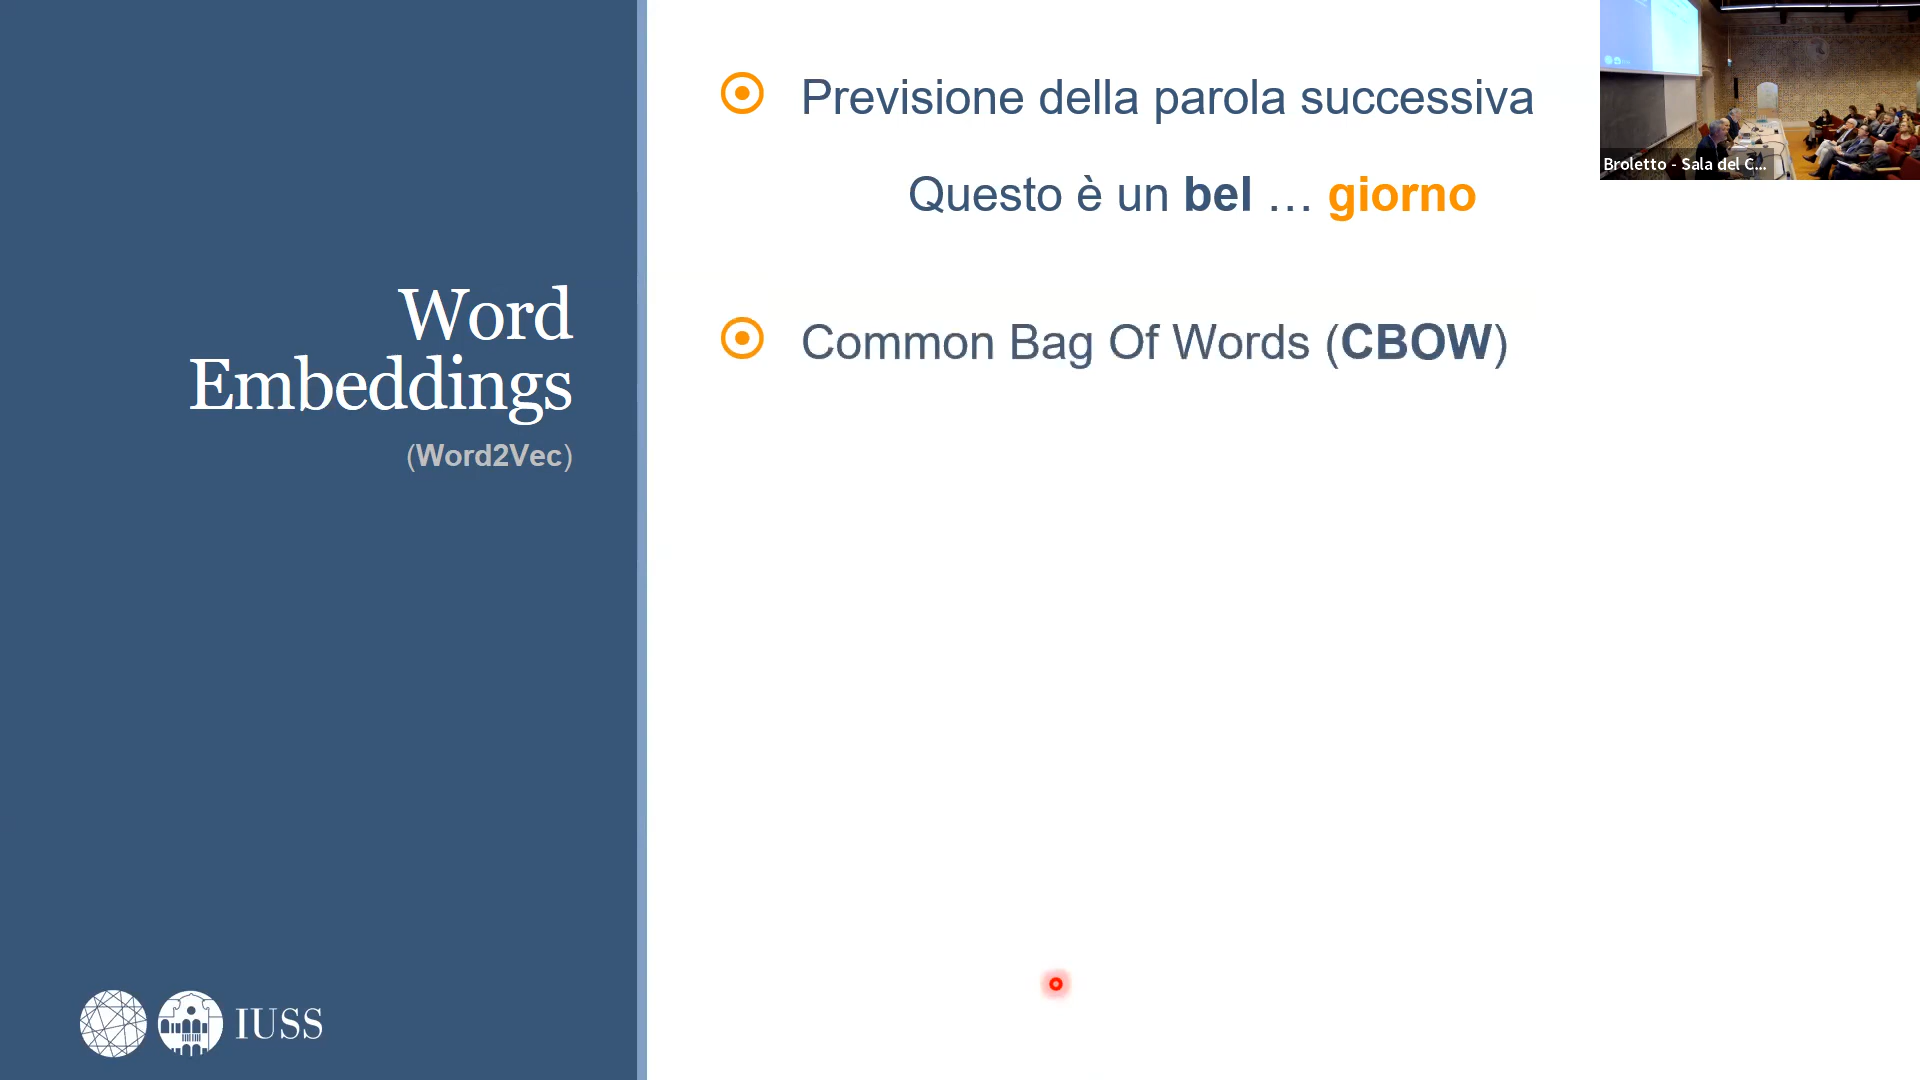 Word
Embeddings
(Word2Vec)
Previsione della parola successiva
Questo è un bel … giorno
Common Bag Of Words (CBOW)
Broletto - Sala del C...
IUSS